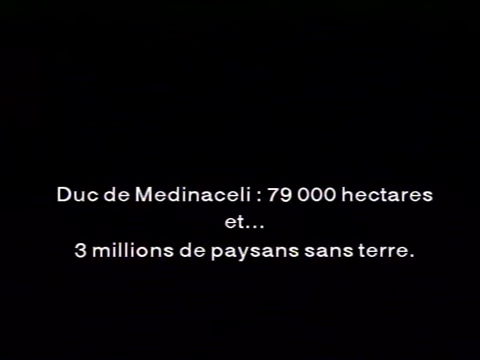 Duc de Medinaceli : 79 000 hectares
et...
3 millions de paysans sans terre.